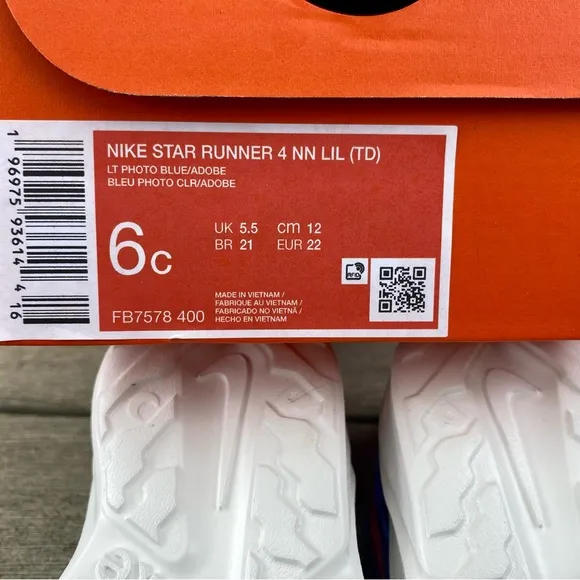 NIKE STAR RUNNER 4 NN LIL (TD)
LT PHOTO BLUE/ADOBE
BLEU PHOTO CLR/ADOBE
6c
UK 5.5 cm 12
BR 21 EUR 22
RFID
MADE IN VIETNAM /
FABRIQUE AU VIETNAM /
FABRICADO NO VIETNÃ /
HECHO EN VIETNAM
FB7578 400
1 96975 93614 4 16